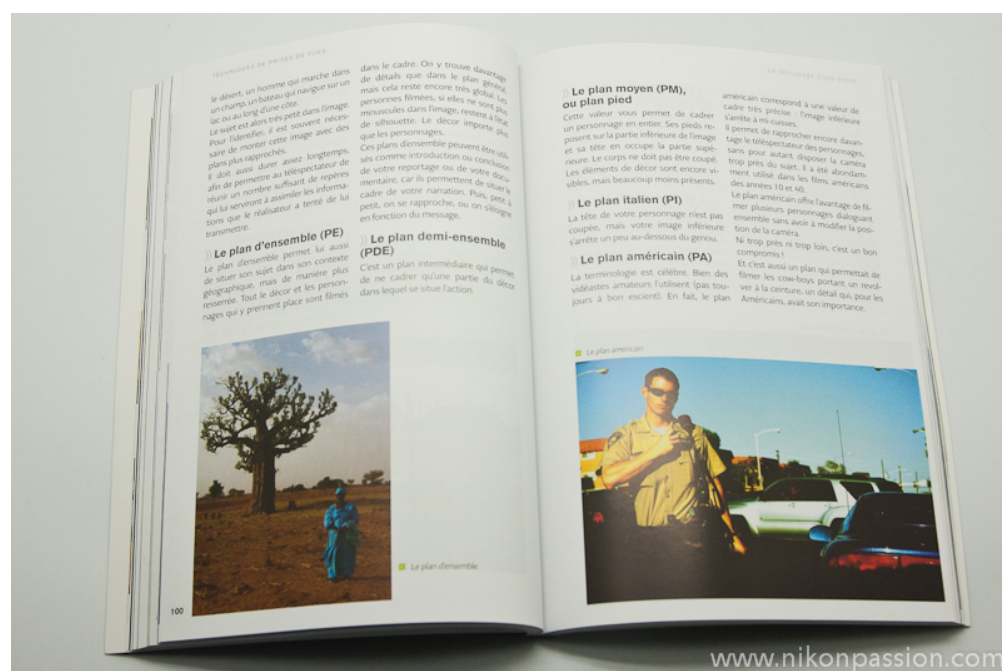 TECHNIQUES DE PRISES DE VUES
le désert, un homme qui marche dans
un champ, un bateau qui navigue sur un
lac ou au long d'une côte.
Le sujet est alors très petit dans l'image.
Pour l'identifier, il est souvent néces-
saire de monter cette image avec des
plans plus rapprochés.
Il doit aussi durer assez longtemps,
afin de permettre au téléspectateur de
réunir un nombre suffisant de repères
qui lui serviront à assimiler les informa-
tions que le réalisateur a tenté de lui
transmettre.
Le plan d'ensemble (PE)
Le plan d'ensemble permet lui aussi
de situer son sujet dans son contexte
géographique, mais de manière plus
resserrée. Tout le décor et les person-
nages qui y prennent place sont filmés
dans le cadre. On y trouve davantage
de détails que dans le plan général,
mais cela reste encore très global. Les
personnes filmées, si elles ne sont plus
minuscules dans l'image, restent à l'état
de silhouette. Le décor importe plus
que les personnages.
Ces plans d'ensemble peuvent être utili-
sés comme introduction ou conclusion
de votre reportage ou de votre docu-
mentaire, car ils permettent de situer le
cadre de votre narration. Puis, petit à
petit, on se rapproche, ou on s'éloigne
en fonction du message.
Le plan demi-ensemble
(PDE)
C'est un plan intermédiaire qui permet
de ne cadrer qu'une partie du décor
dans lequel se situe l'action.
Le plan d'ensemble
100
Le plan moyen (PM),
ou plan pied
Cette valeur vous permet de cadrer
un personnage en entier. Ses pieds re-
posent sur la partie inférieure de l'image
et sa tête en occupe la partie supé-
rieure. Le corps ne doit pas être coupé.
Les éléments de décor sont encore vi-
sibles, mais beaucoup moins présents.
Le plan italien (PI)
La tête de votre personnage n'est pas
coupée, mais votre image inférieure
s'arrête un peu au-dessous du genou.
Le plan américain (PA)
La terminologie est célèbre. Bien des
vidéastes amateurs l'utilisent (pas tou-
jours à bon escient). En fait, le plan
américain correspond à une valeur de
cadre très précise : l'image inférieure
s'arrête à mi-cuisses.
Il permet de rapprocher encore davan-
tage le téléspectateur des personnages,
sans pour autant disposer la caméra
trop près du sujet. Il a été abondam-
ment utilisé dans les films américains
des années 10 et 40.
Le plan américain offre l'avantage de fil-
mer plusieurs personnages dialoguant
ensemble sans avoir à modifier la posi-
tion de la caméra.
Ni trop près ni trop loin, c'est un bon
compromis !
Et c'est aussi un plan qui permettait de
filmer les cow-boys portant un revol-
ver à la ceinture, un détail qui, pour les
Américains, avait son importance.
Le plan américain
www.nikonpassion.com